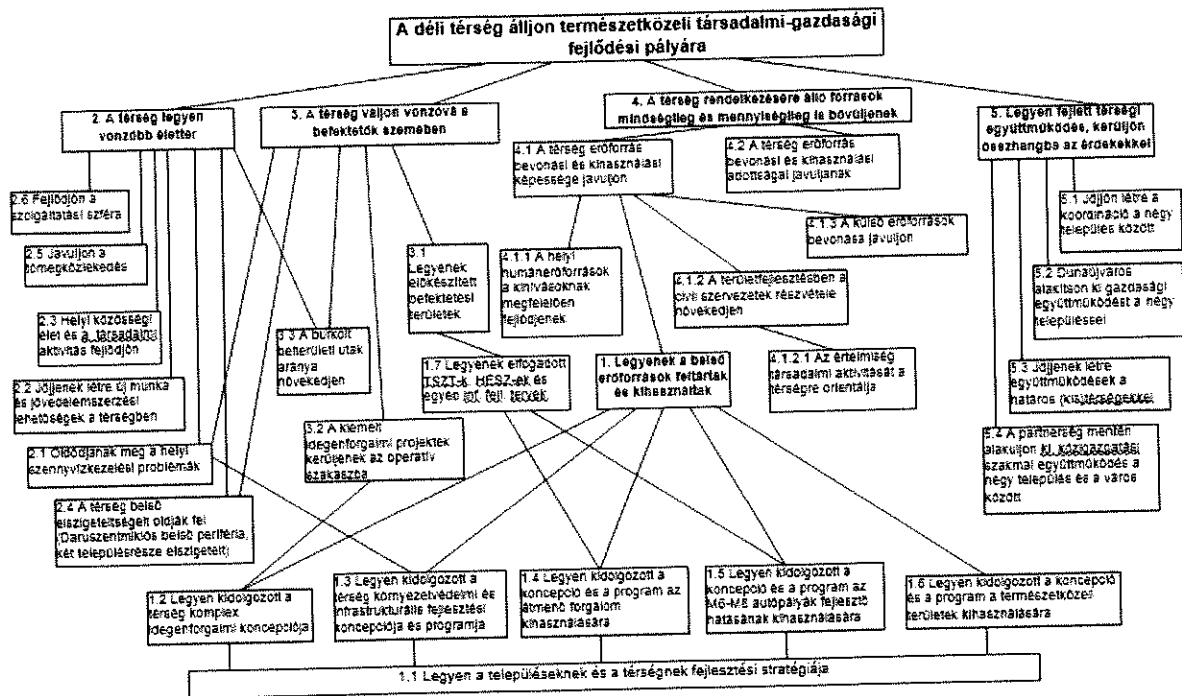 A déli térség álljon természetközeli társadalmi-gazdasági
fejlődési pályára
2. A térség legyen
vonzóbb élettér
3. A térség váljon vonzóvá a
befektetők szemében
4. A térség rendelkezésére álló források
minőségileg és mennyiségileg is bővüljenek
5. Legyen fejlett térségi
együttműködés, kerüljön
összhangba az érdekekkel
4.1 A térség erőforrás
bevonási és kihasználási
képessége javuljon
4.2 A térség erőforrás
bevonási és kihasználási
adottságai javuljanak
2.6 Fejlődjön a
szolgáltatási szféra
2.5 Javuljon a
tömegközlekedés
2.3 Helyi közösségi
élet és a társadalmi
aktivitás fejlődjön
2.2 Jöjjenek létre új munka
és jövedelemszerzési
lehetőségek a térségben
2.1 Oldódjanak meg a helyi
szennyvízkezelési problémák
2.4 A térség belső
elszigeteltségeit oldják fel
(Daruszentmiklós belső periféria,
két településrésze elszigetelt)
3.3 A burkolt
belterületi utak
aránya
növekedjen
3.1
Legyenek
előkészített
befektetési
területek
3.2 A kiemelt
idegenforgalmi projektek
kerüljenek az operatív
szakaszba
4.1.1 A helyi
humánerőforrások
a kihívásoknak
megfelelően
fejlődjenek
4.1.3 A külső erőforrások
bevonása javuljon
4.1.2 A területfejlesztésben a
civil szervezetek részvétele
növekedjen
4.1.2.1 Az értelmiség
társadalmi aktivitását a
térségre orientálja
5.1 Jöjjön létre a
koordináció a négy
település között
5.2 Dunaújváros
alakítson ki gazdasági
együttműködést a négy
településsel
5.3 Jöjjenek létre
együttműködések a
határos (kis)térségekkel
5.4 A partnerség mentén
alakuljon ki közigazgatási
szakmai együttműködés a
négy település és a város
között
1.7 Legyenek elfogadott
TSZT-k, HÉSZ-ek és
egyéb tér. fejl. tervek
1. Legyenek a belső
erőforrások feltártak
és kihasználtak
1.2 Legyen kidolgozott a
térség komplex
idegenforgalmi koncepciója
1.3 Legyen kidolgozott a
térség környezetvédelmi és
infrastrukturális fejlesztési
koncepciója és programja
1.4 Legyen kidolgozott a
koncepció és a program az
átmenő forgalom
kihasználására
1.5 Legyen kidolgozott a
koncepció és a program az
M6-M8 autópályák fejlesztő
hatásának kihasználására
1.6 Legyen kidolgozott a koncepció
és a program a természetközeli
területek kihasználására
1.1 Legyen a településeknek és a térségnek fejlesztési stratégiája